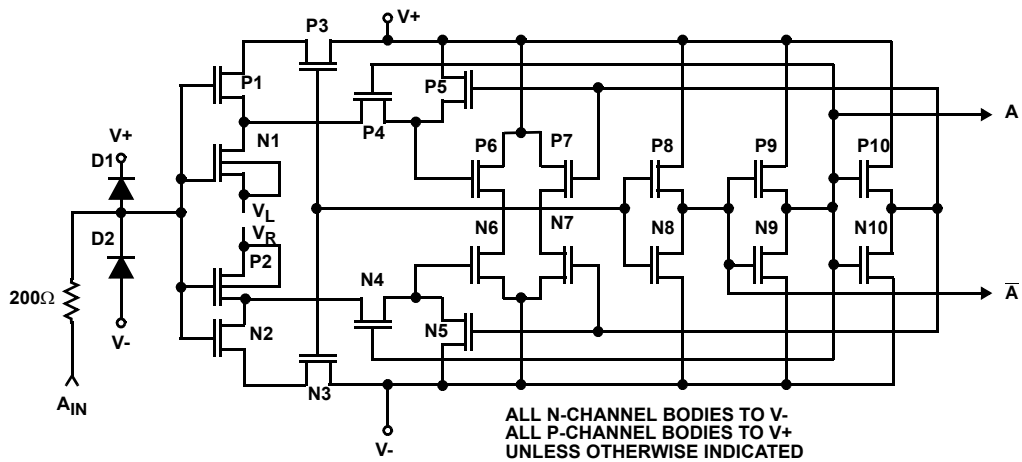 P3
V+
P1
P5
A
P4
V+
N1
P6
P7
P8
P9
P10
D1
VL
VR
N6
N7
N8
N9
N10
D2
P2
A̅
200Ω
N4
N2
N5
V-
AIN
N3
V-
ALL N-CHANNEL BODIES TO V-
ALL P-CHANNEL BODIES TO V+
UNLESS OTHERWISE INDICATED